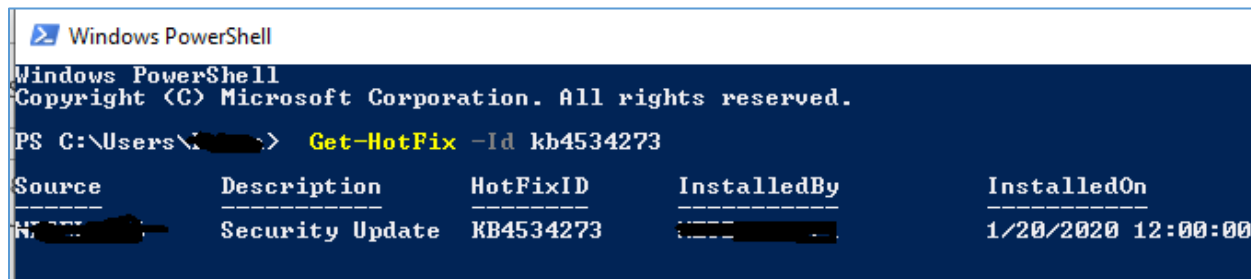 Windows PowerShell
Windows PowerShell
Copyright (C) Microsoft Corporation. All rights reserved.
PS C:\Users\ > Get-HotFix -Id kb4534273
Source Description HotFixID InstalledBy InstalledOn
------ ----------- -------- ----------- -----------
Security Update KB4534273 1/20/2020 12:00:00